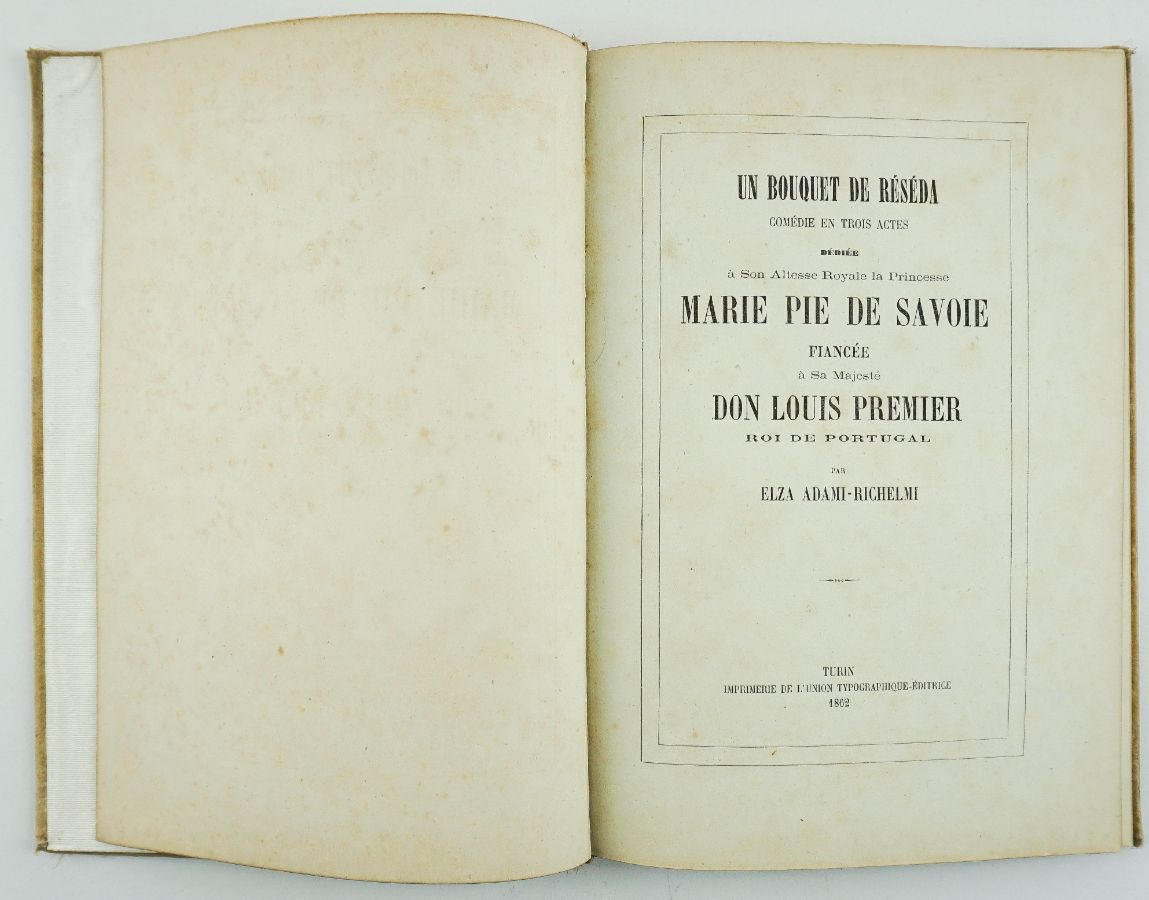 UN BOUQUET DE RÉSÉDA
COMÉDIE EN TROIS ACTES
DÉDIÉE
à Son Altesse Royale la Princesse
MARIE PIE DE SAVOIE
FIANCÉE
à Sa Majesté
DON LOUIS PREMIER
ROI DE PORTUGAL
PAR
ELZA ADAMI-RICHELMI
TURIN
IMPRIMERIE DE L'UNION TYPOGRAPHIQUE-ÉDITRICE
1862